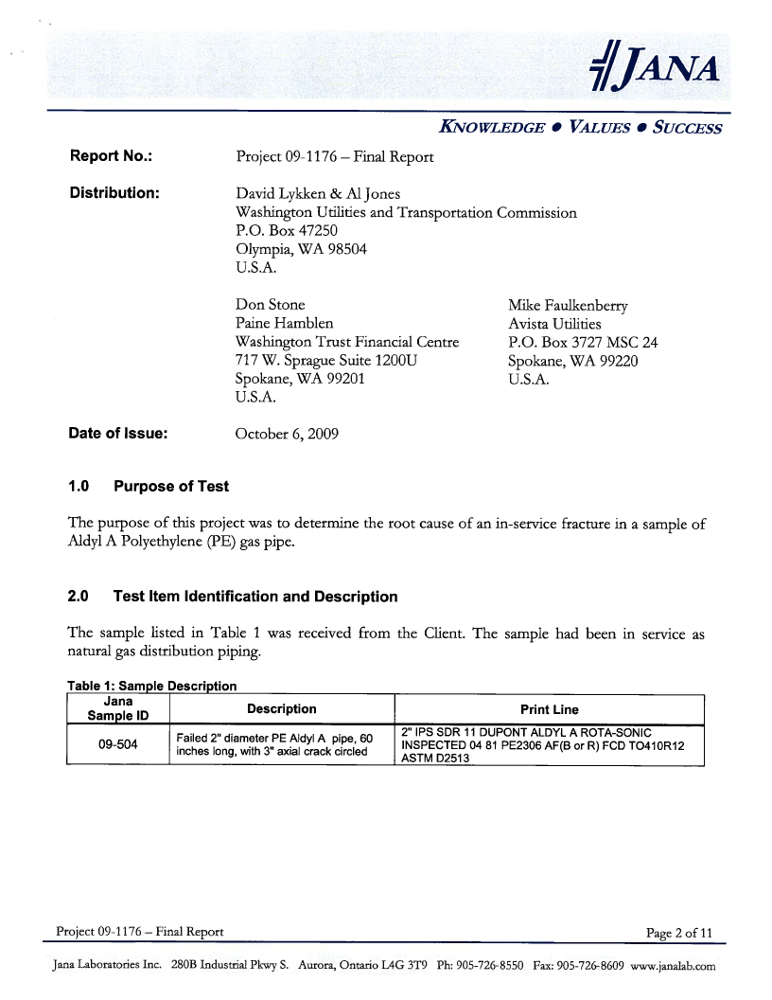 JANA
KNOWLEDGE ● VALUES ● SUCCESS
Report No.: Project 09-1176 – Final Report
Distribution: David Lykken & Al Jones
Washington Utilities and Transportation Commission
P.O. Box 47250
Olympia, WA 98504
U.S.A.
Don Stone
Paine Hamblen
Washington Trust Financial Centre
717 W. Sprague Suite 1200U
Spokane, WA 99201
U.S.A.
Mike Faulkenberry
Avista Utilities
P.O. Box 3727 MSC 24
Spokane, WA 99220
U.S.A.
Date of Issue: October 6, 2009
1.0 Purpose of Test
The purpose of this project was to determine the root cause of an in-service fracture in a sample of
Aldyl A Polyethylene (PE) gas pipe.
2.0 Test Item Identification and Description
The sample listed in Table 1 was received from the Client. The sample had been in service as
natural gas distribution piping.
Table 1: Sample Description
Jana
Sample ID
Description
Print Line
09-504
Failed 2" diameter PE Aldyl A pipe, 60
inches long, with 3" axial crack circled
2" IPS SDR 11 DUPONT ALDYL A ROTA-SONIC
INSPECTED 04 81 PE2306 AF(B or R) FCD TO410R12
ASTM D2513
Project 09-1176 – Final Report Page 2 of 11
Jana Laboratories Inc. 280B Industrial Pkwy S. Aurora, Ontario L4G 3T9 Ph: 905-726-8550 Fax: 905-726-8609 www.janalab.com